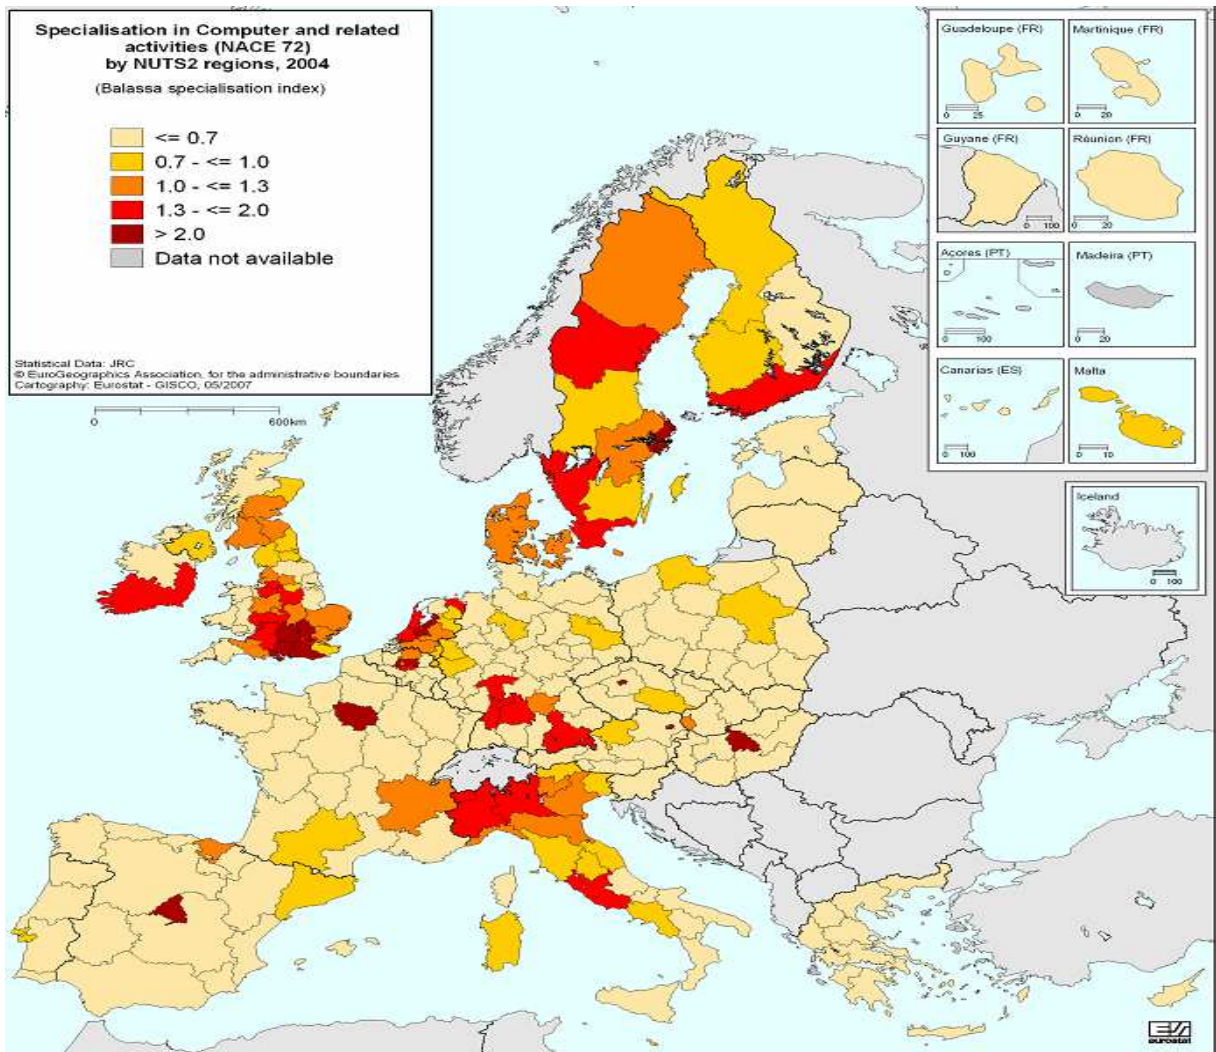 Specialisation in Computer and related
activities (NACE 72)
by NUTS2 regions, 2004
(Balassa specialisation index)
<= 0.7
0.7 - <= 1.0
1.0 - <= 1.3
1.3 - <= 2.0
> 2.0
Data not available
Statistical Data: JRC
© EuroGeographics Association, for the administrative boundaries
Cartography: Eurostat - GISCO, 05/2007
0 600km
Guadeloupe (FR)
0 25
Martinique (FR)
0 20
Guyane (FR)
0 100
Réunion (FR)
0 20
Açores (PT)
0 100
Madeira (PT)
0 20
Canarias (ES)
0 100
Malta
0 10
Iceland
0 100
eurostat